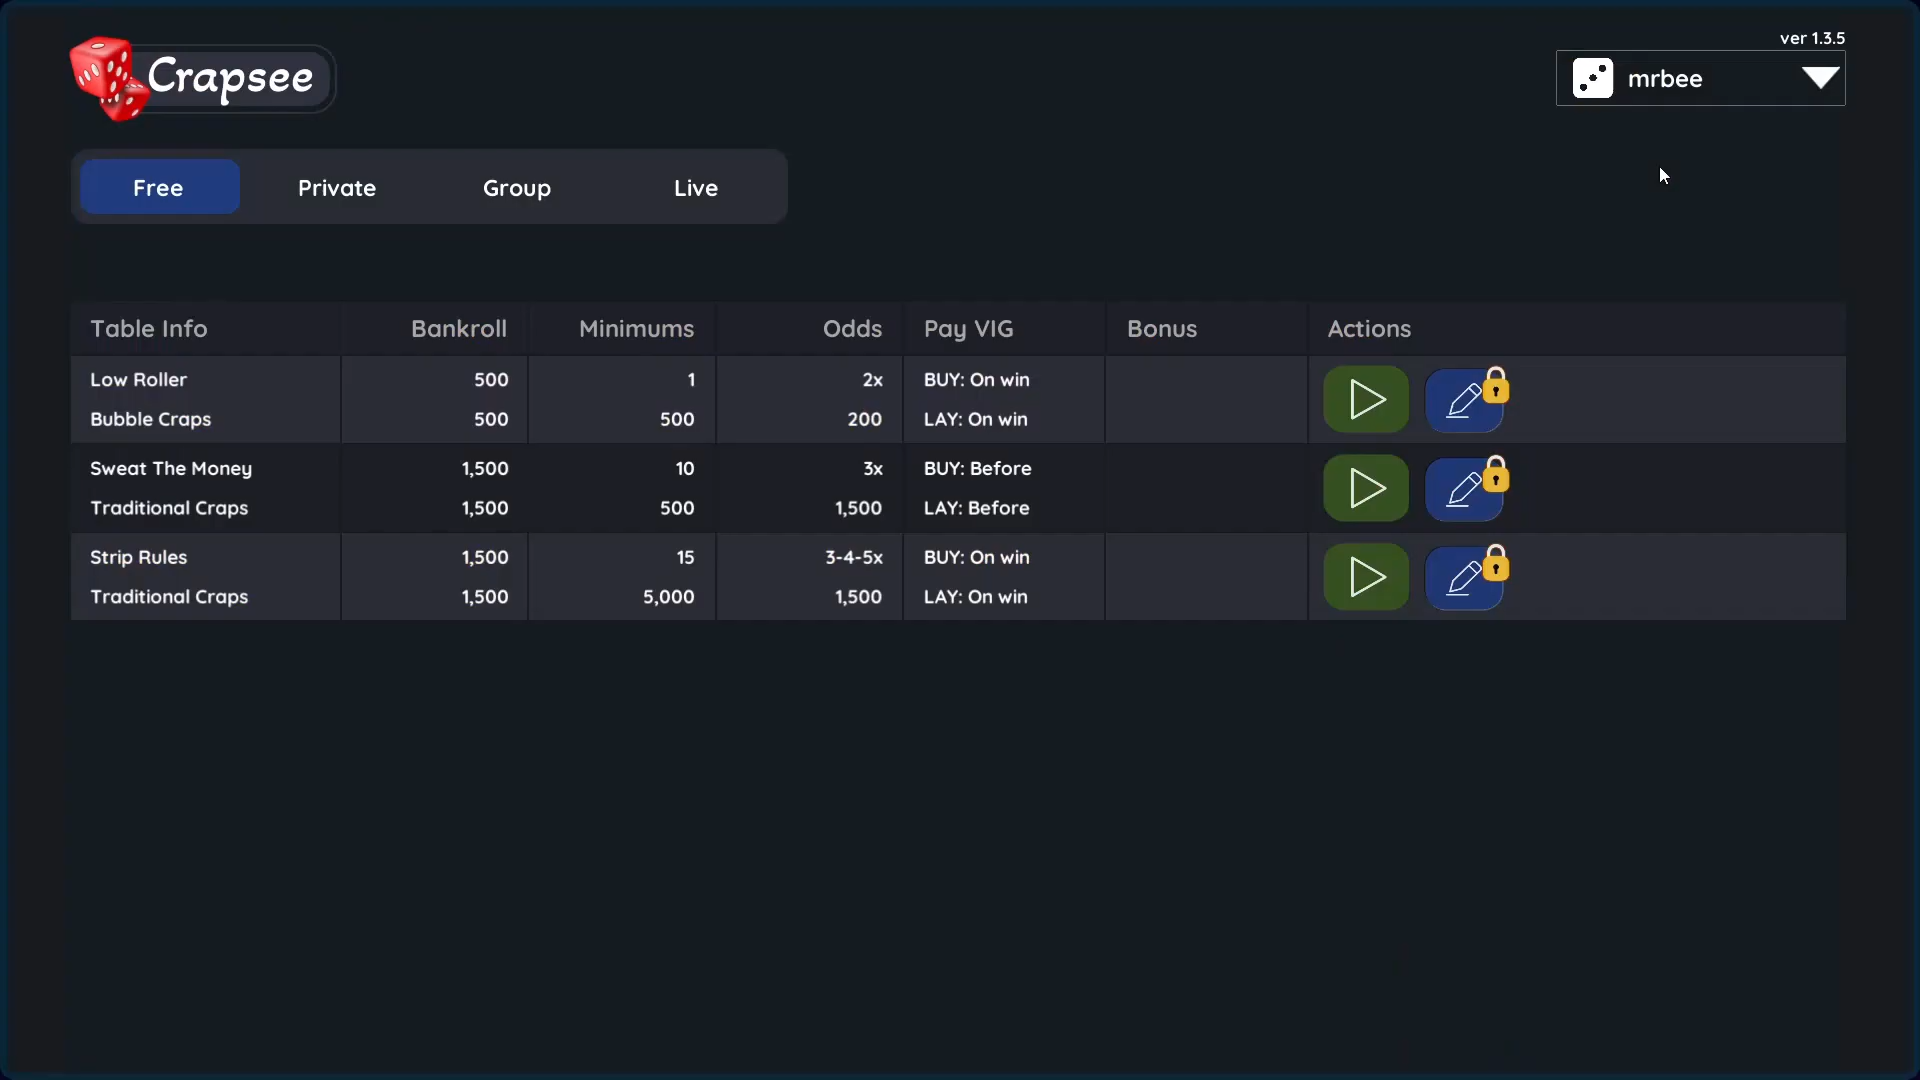 ver 1.3.5
Crapsee
mrbee
Free Private Group Live
Table Info Bankroll Minimums Odds Pay VIG Bonus Actions
Low Roller 500 1 2x BUY: On win
Bubble Craps 500 500 200 LAY: On win
Sweat The Money 1,500 10 3x BUY: Before
Traditional Craps 1,500 500 1,500 LAY: Before
Strip Rules 1,500 15 3-4-5x BUY: On win
Traditional Craps 1,500 5,000 1,500 LAY: On win